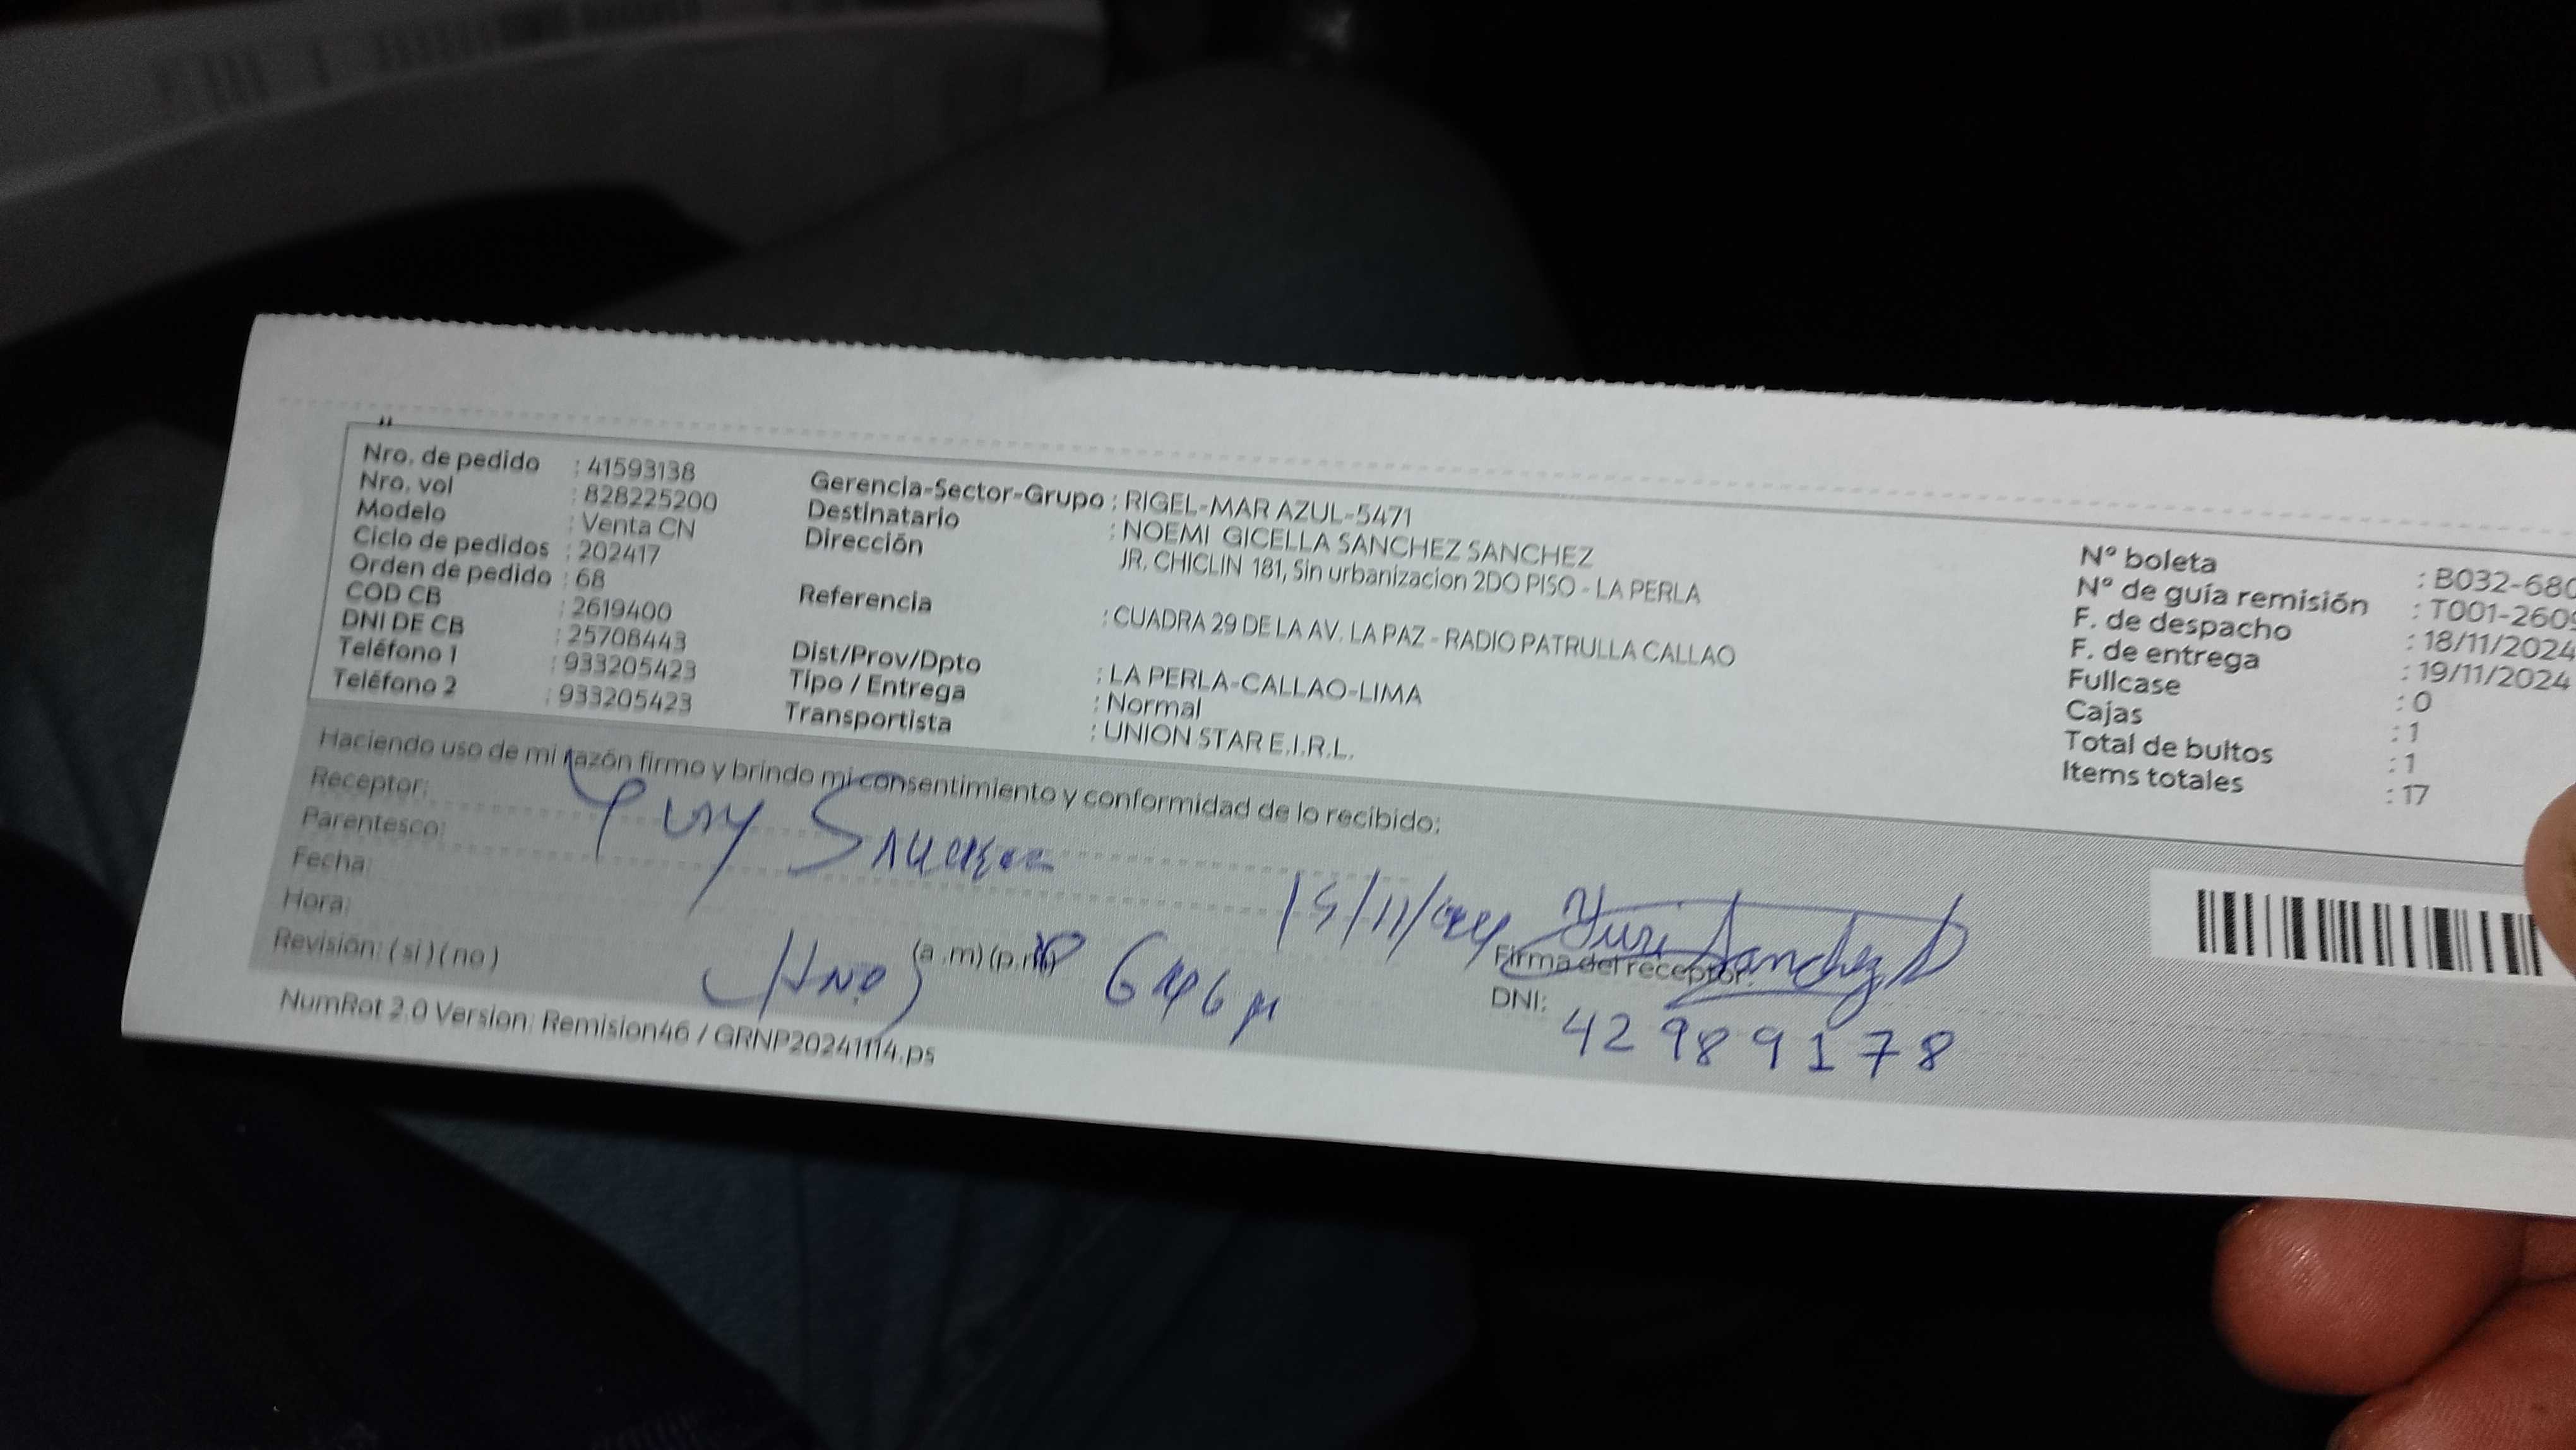 Nro. de pedido : 41593138
Nro. vol : 828225200
Modelo : Venta CN
Ciclo de pedidos : 202417
Orden de pedido : 68
COD CB : 2619400
DNI DE CB : 25708443
Teléfono 1 : 933205423
Teléfono 2 : 933205423
Gerencia-Sector-Grupo : RIGEL-MAR AZUL-5471
Destinatario : NOEMI GICELLA SANCHEZ SANCHEZ
Dirección JR. CHICLIN 181, Sin urbanizacion 2DO PISO - LA PERLA
Referencia : CUADRA 29 DE LA AV. LA PAZ - RADIO PATRULLA CALLAO
Dist/Prov/Dpto : LA PERLA-CALLAO-LIMA
Tipo / Entrega : Normal
Transportista : UNION STAR E.I.R.L.
N° boleta : B032-680
N° de guía remisión : T001-2609
F. de despacho : 18/11/2024
F. de entrega : 19/11/2024
Fullcase : 0
Cajas : 1
Total de bultos : 1
Items totales : 17
Haciendo uso de mi razón firmo y brindo mi consentimiento y conformidad de lo recibido:
Receptor:
Parentesco:
Fecha:
Hora: (a .m) (p.m)
Revisión: ( si ) ( no )
Yuri Sanchez
Firma del receptor:
DNI: 42989178
NumRot 2.0 Version: Remision46 / GRNP20241114.ps